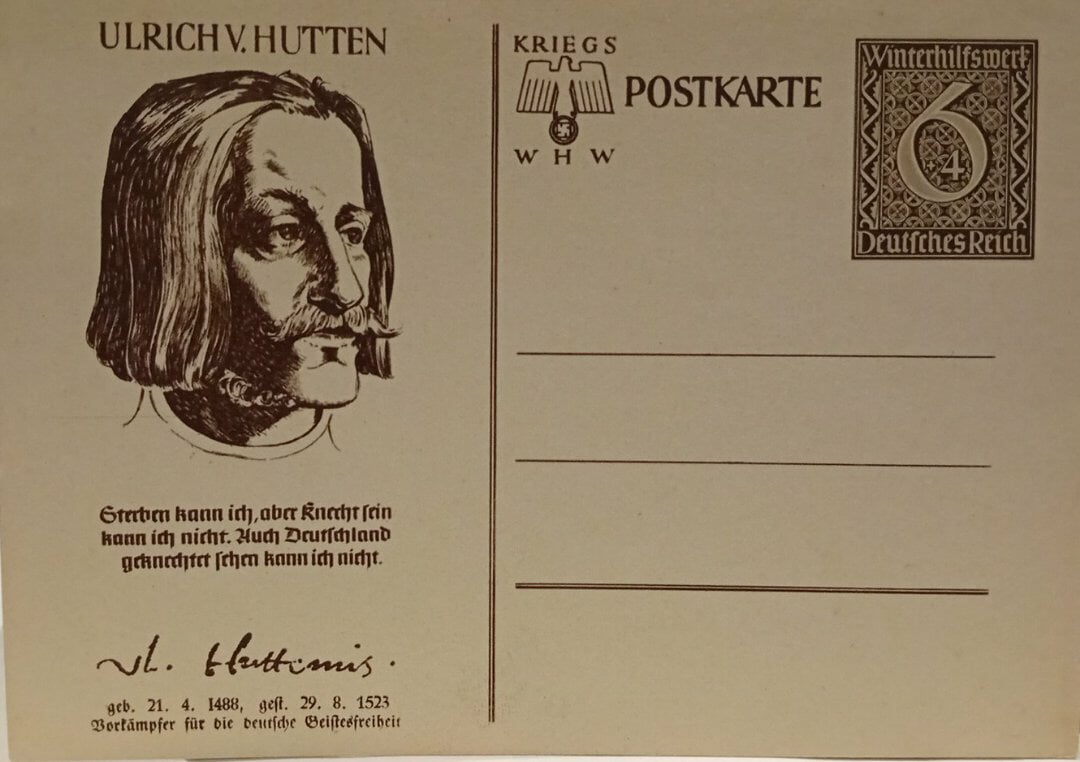 ULRICH V. HUTTEN
Sterben kann ich, aber Knecht sein
kann ich nicht. Auch Deutschland
geknechtet sehen kann ich nicht.
Ul. Huttenus.
geb. 21. 4. 1488, gest. 29. 8. 1523
Vorkämpfer für die deutsche Geistesfreiheit
KRIEGS
WHW
POSTKARTE
Winterhilfswerk
6
+4
Deutsches Reich